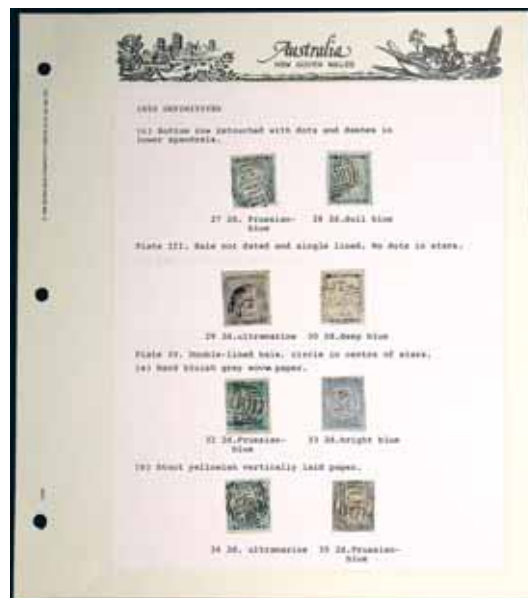 Australia
NEW SOUTH WALES
1850 DEFINITIVES
(c) Bottom row retouched with dots and dashes in
lower spandrels.
27 2d. Prussian-
blue
28 2d.dull blue
Plate III. Bale not dated and single lined. No dots in stars.
29 2d.ultramarine 30 2d.deep blue
Plate IV. Double-lined bale, circle in centre of stars.
(a) Hard bluish grey wove paper.
32 2d.Prussian-
blue
33 2d.bright blue
(b) Stout yellowish vertically laid paper.
34 2d. ultramarine 35 2d.Prussian-
blue